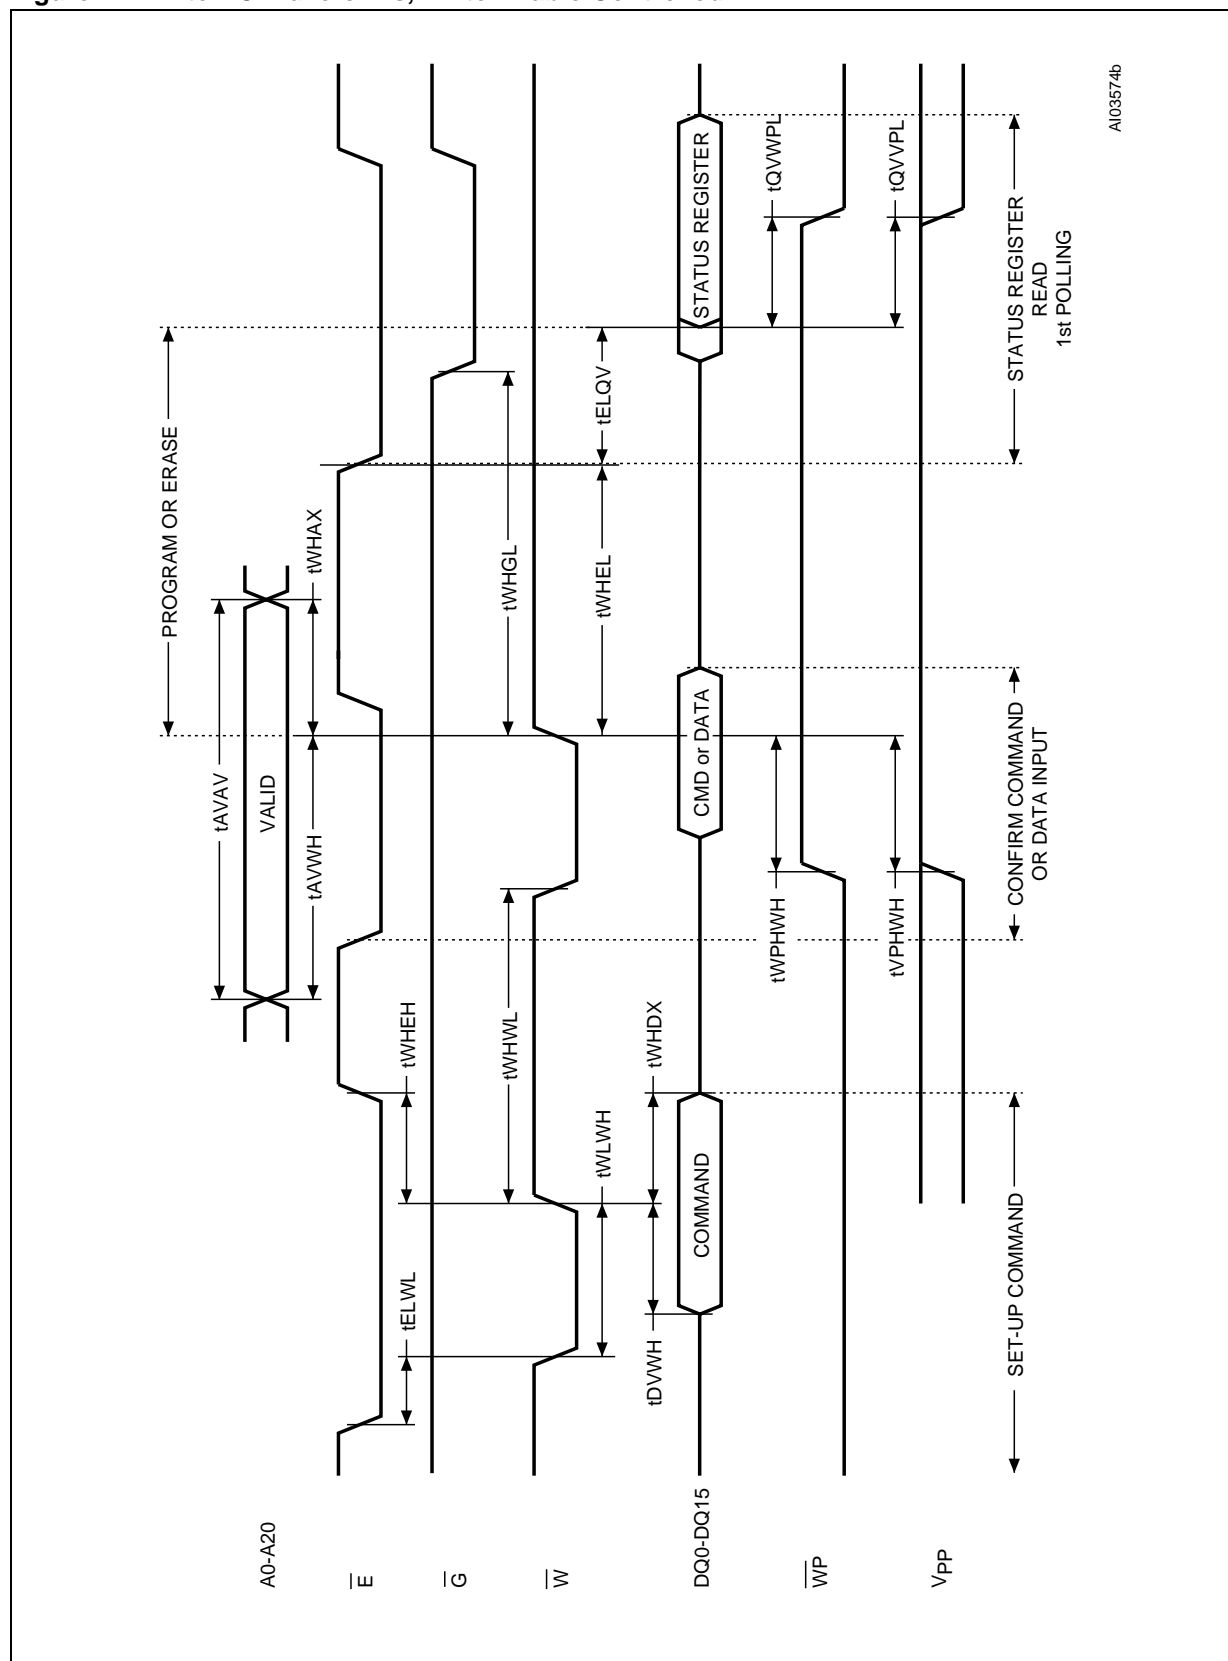 PROGRAM OR ERASE
tAVAV
A0-A20
VALID
tAVWH
tWHAX
E
tELWL
tWHEH
G
tWHWL
tWHGL
W
tWLWH
tWHEL
tELQV
tDVWH
tWHDX
DQ0-DQ15
COMMAND
CMD or DATA
STATUS REGISTER
tWPHWH
tQVWPL
WP
tVPHWH
tQVVPL
VPP
SET-UP COMMAND
CONFIRM COMMAND
OR DATA INPUT
STATUS REGISTER
READ
1st POLLING
AI03574b